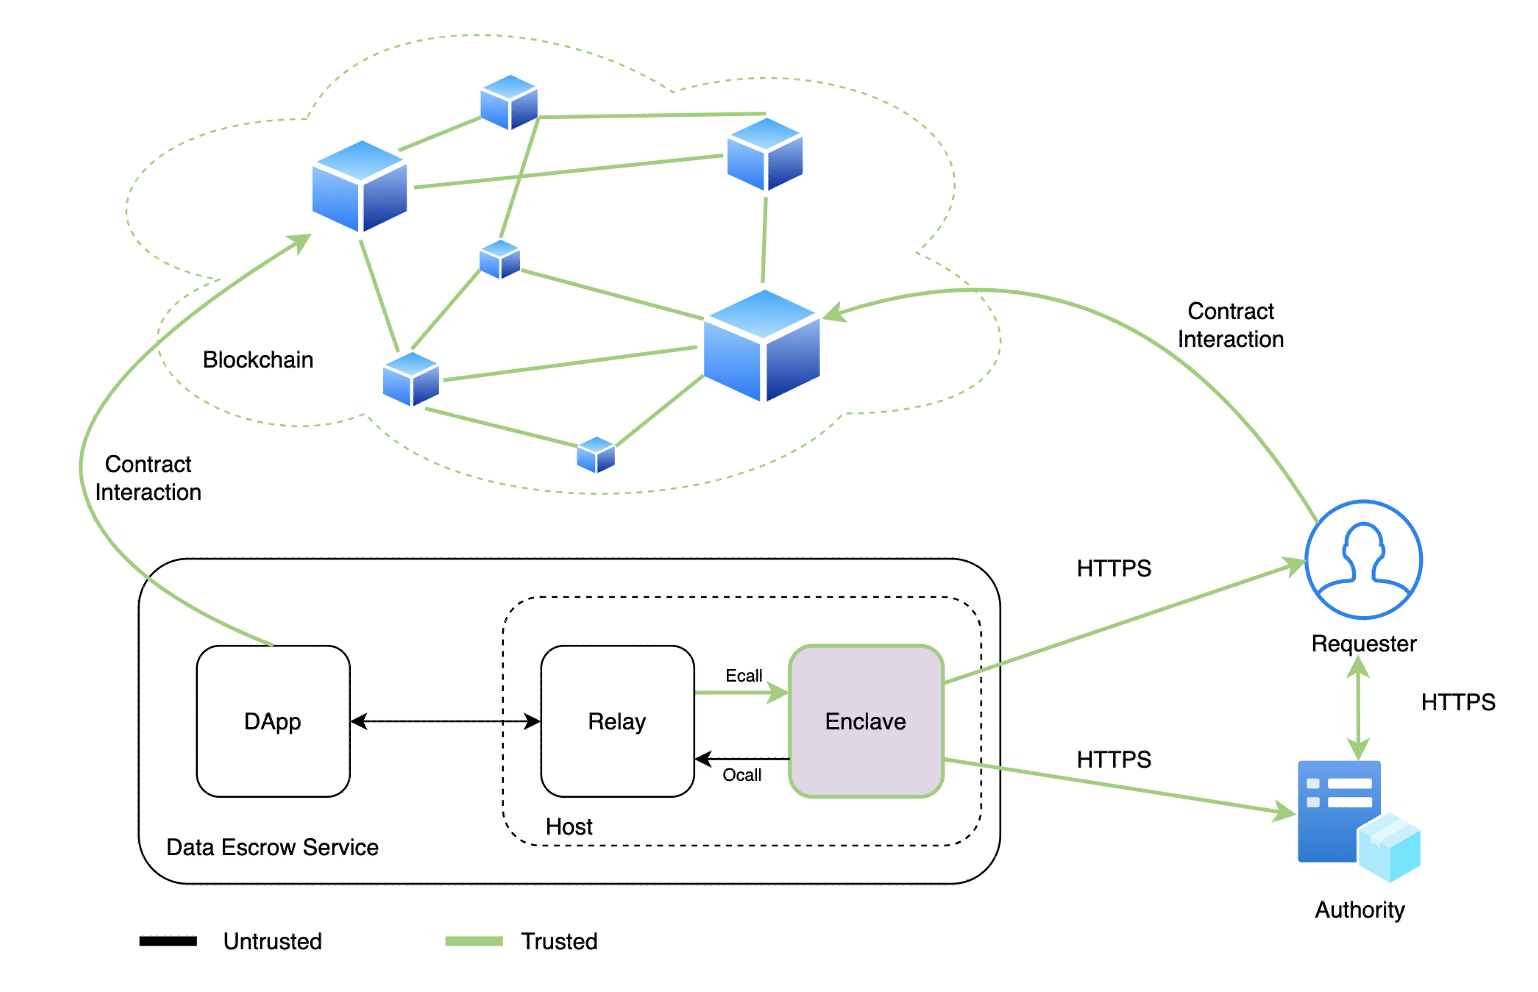 Contract
Interaction
Blockchain
Contract
Interaction
HTTPS
Requester
Ecall
DApp
Relay
Enclave
HTTPS
HTTPS
Ocall
Host
Data Escrow Service
Authority
Untrusted
Trusted